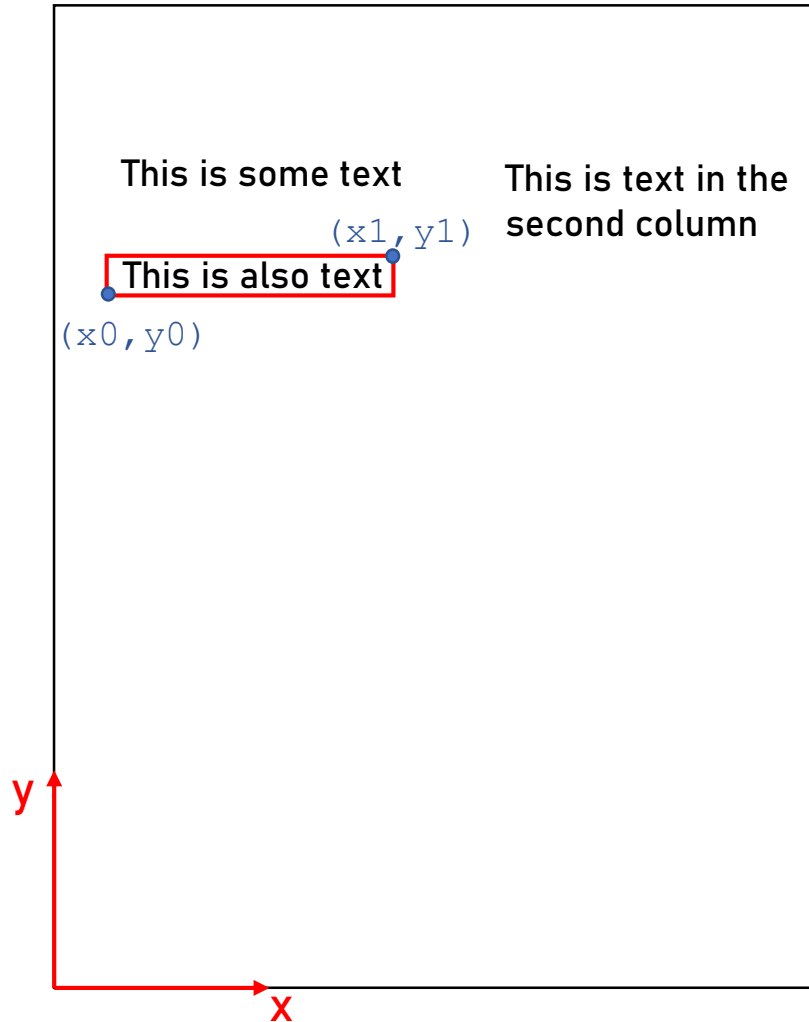 This is some text
(x1,y1)
This is also text
(x0,y0)
This is text in the
second column
y
x